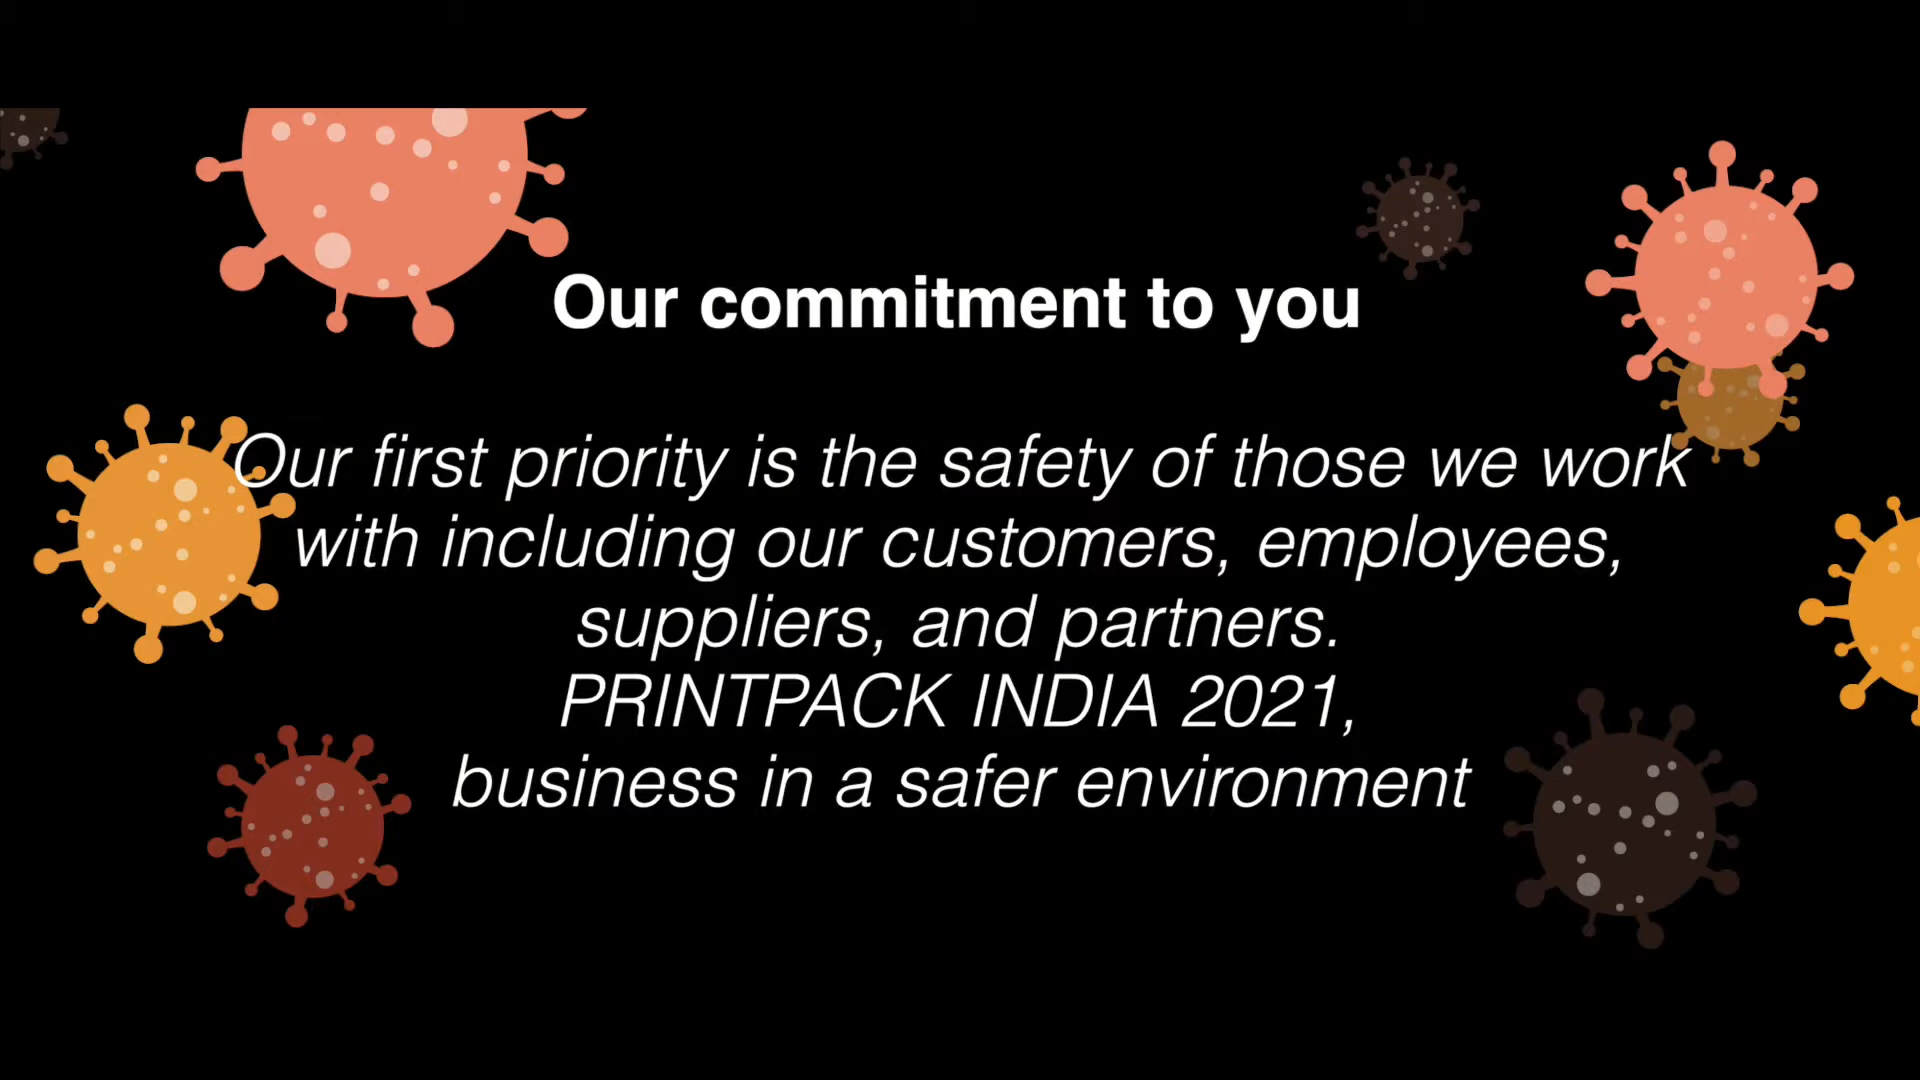 Our commitment to you
Our first priority is the safety of those we work
with including our customers, employees,
suppliers, and partners.
PRINTPACK INDIA 2021,
business in a safer environment